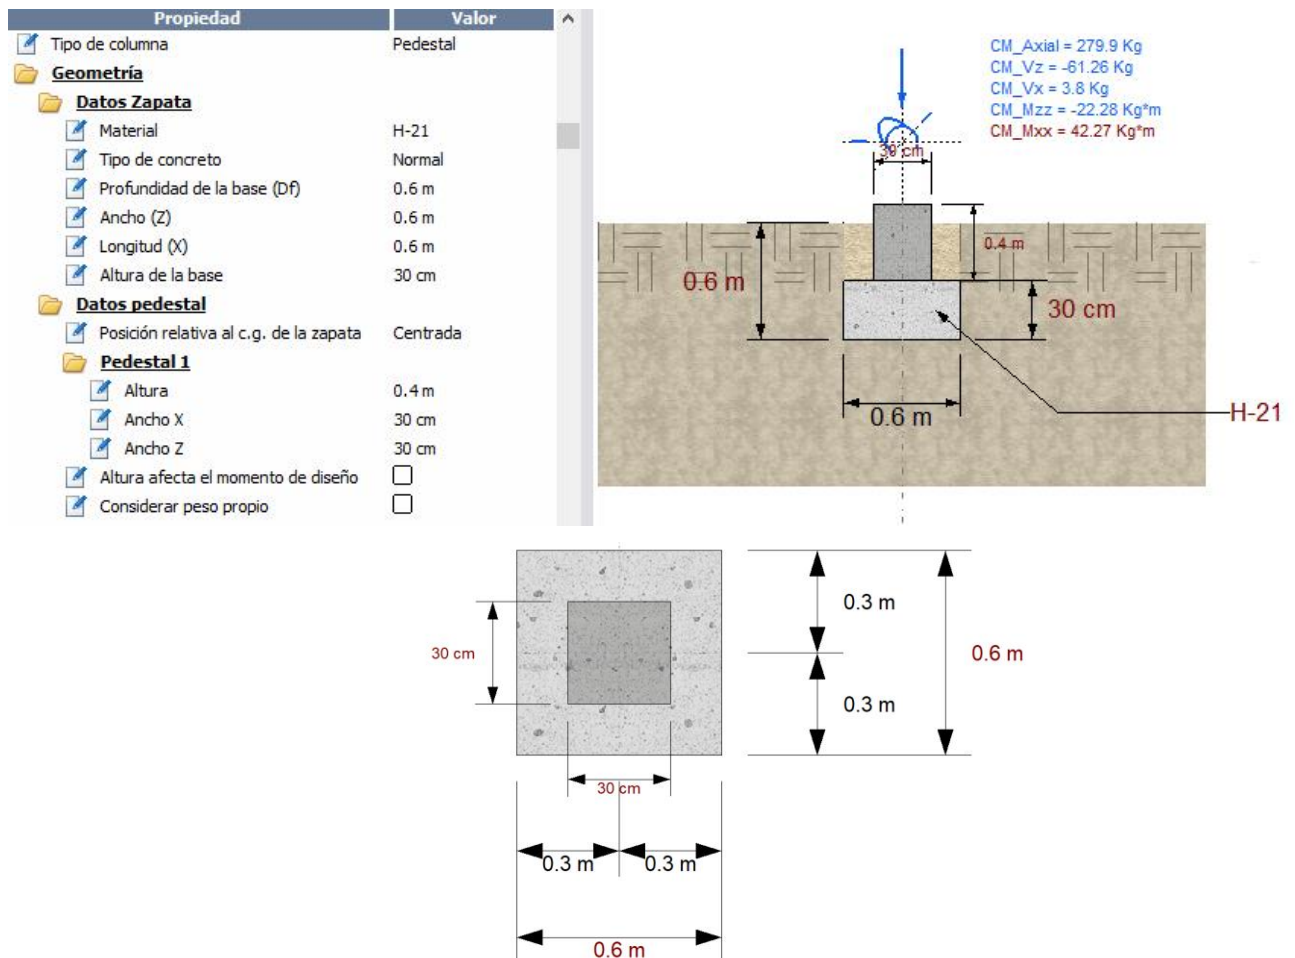 Propiedad Valor
Tipo de columna Pedestal
Geometría
Datos Zapata
Material H-21
Tipo de concreto Normal
Profundidad de la base (Df) 0.6 m
Ancho (Z) 0.6 m
Longitud (X) 0.6 m
Altura de la base 30 cm
Datos pedestal
Posición relativa al c.g. de la zapata Centrada
Pedestal 1
Altura 0.4 m
Ancho X 30 cm
Ancho Z 30 cm
Altura afecta el momento de diseño
Considerar peso propio
CM_Axial = 279.9 Kg
CM_Vz = -61.26 Kg
CM_Vx = 3.8 Kg
CM_Mzz = -22.28 Kg*m
CM_Mxx = 42.27 Kg*m
30 cm
0.4 m
0.6 m
30 cm
0.6 m
H-21
0.3 m
30 cm
0.6 m
0.3 m
30 cm
0.3 m 0.3 m
0.6 m